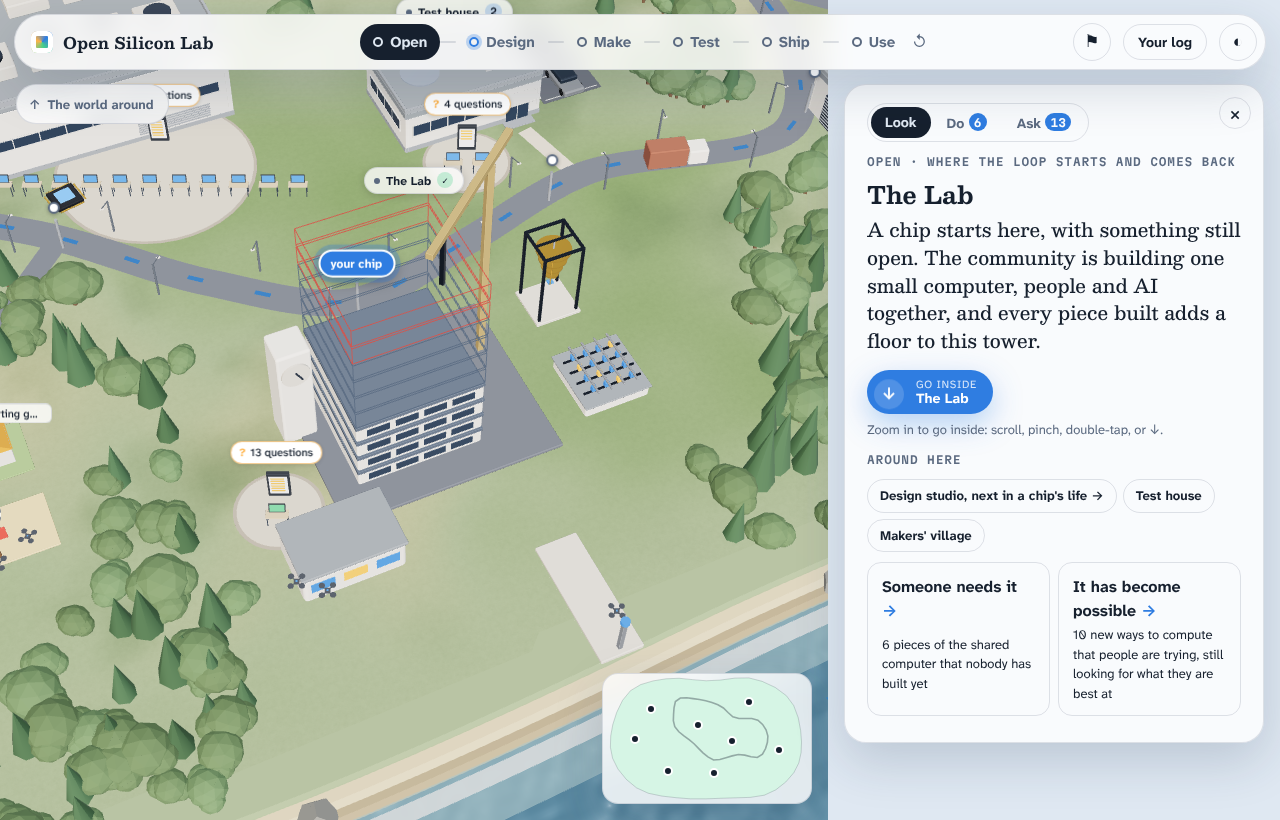 Test house 2
Open Silicon Lab
Open
Design
Make
Test
Ship
Use
Your log
↑ The world around
tions
? 4 questions
The Lab ✓
your chip
ting g...
? 13 questions
Look
Do 6
Ask 13
OPEN · WHERE THE LOOP STARTS AND COMES BACK
The Lab
A chip starts here, with something still
open. The community is building one
small computer, people and AI
together, and every piece built adds a
floor to this tower.
GO INSIDE
The Lab
Zoom in to go inside: scroll, pinch, double-tap, or ↓.
AROUND HERE
Design studio, next in a chip's life →
Test house
Makers' village
Someone needs it
→
6 pieces of the shared
computer that nobody has
built yet
It has become
possible →
10 new ways to compute
that people are trying, still
looking for what they are
best at